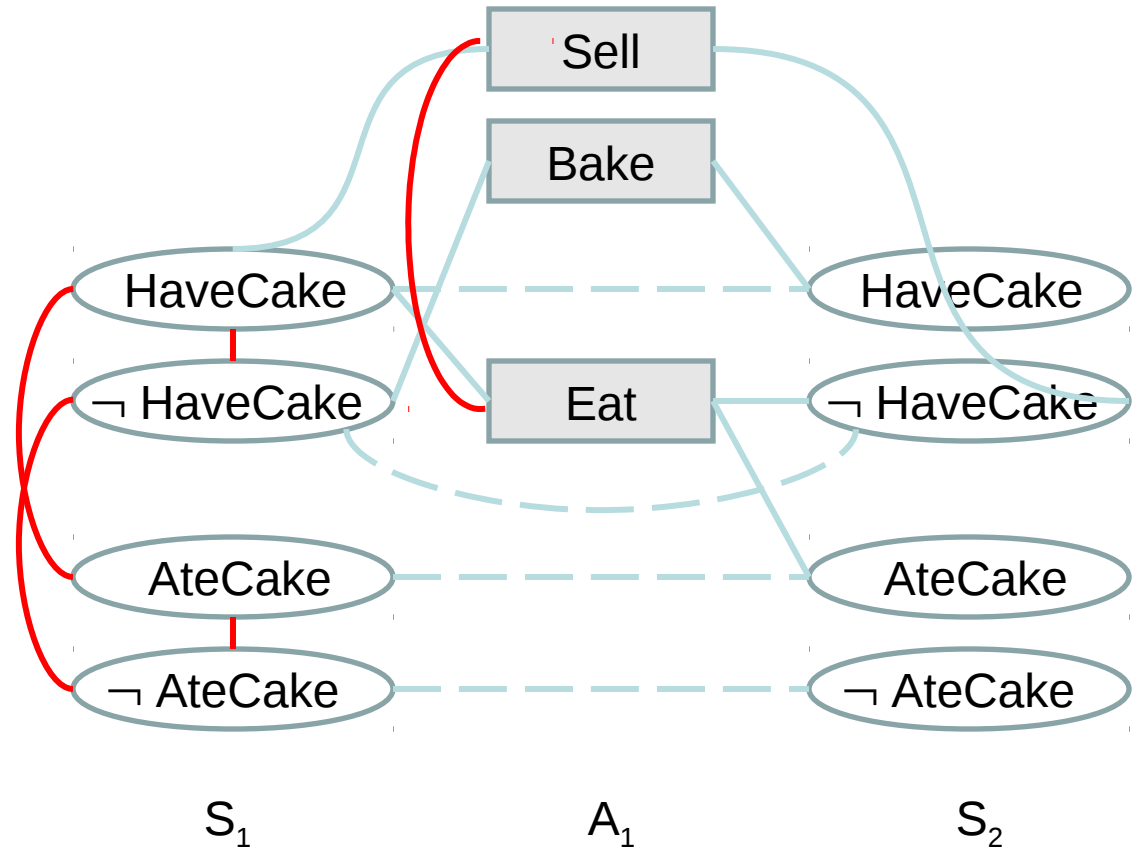 Sell
Bake
HaveCake
HaveCake
¬ HaveCake
Eat
¬ HaveCake
AteCake
AteCake
¬ AteCake
¬ AteCake
S₁
A₁
S₂